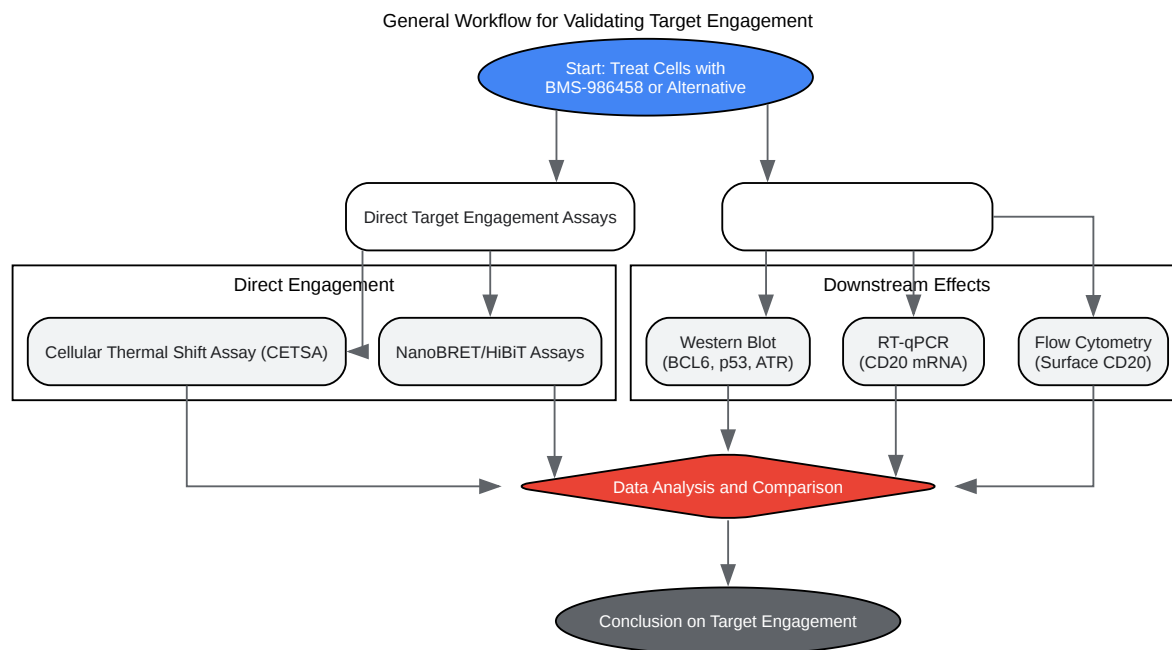 General Workflow for Validating Target Engagement
Start: Treat Cells with
BMS-986458 or Alternative
Direct Target Engagement Assays
Direct Engagement
Downstream Effects
Cellular Thermal Shift Assay (CETSA)
NanoBRET/HiBiT Assays
Western Blot
(BCL6, p53, ATR)
RT-qPCR
(CD20 mRNA)
Flow Cytometry
(Surface CD20)
Data Analysis and Comparison
Conclusion on Target Engagement